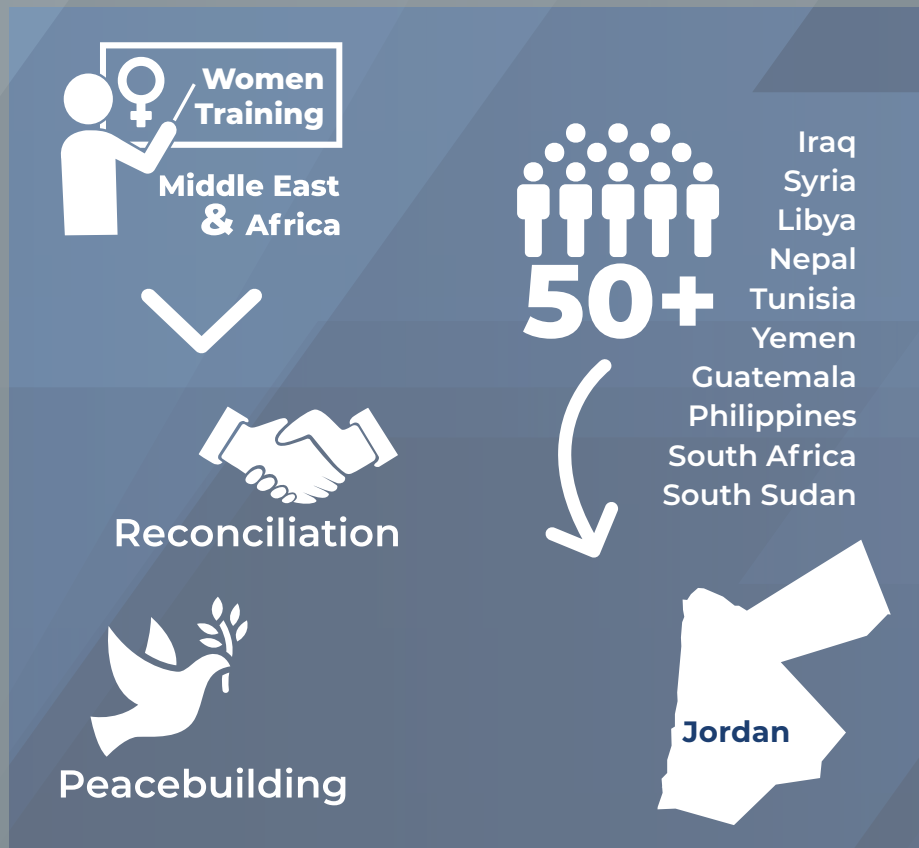 Women
Training
Middle East
& Africa
Reconciliation
Peacebuilding
50+
Iraq
Syria
Libya
Nepal
Tunisia
Yemen
Guatemala
Philippines
South Africa
South Sudan
Jordan